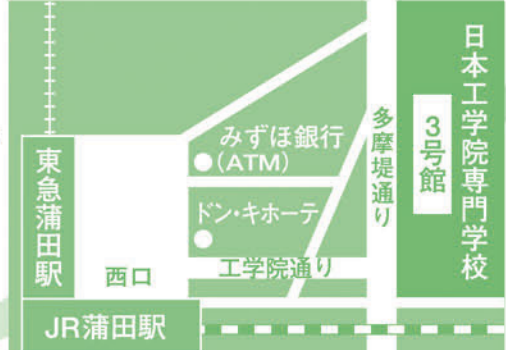 日本工学院専門学校
3号館
多摩堤通り
みずほ銀行
(ATM)
ドン・キホーテ
工学院通り
東急蒲田駅
西口
JR蒲田駅